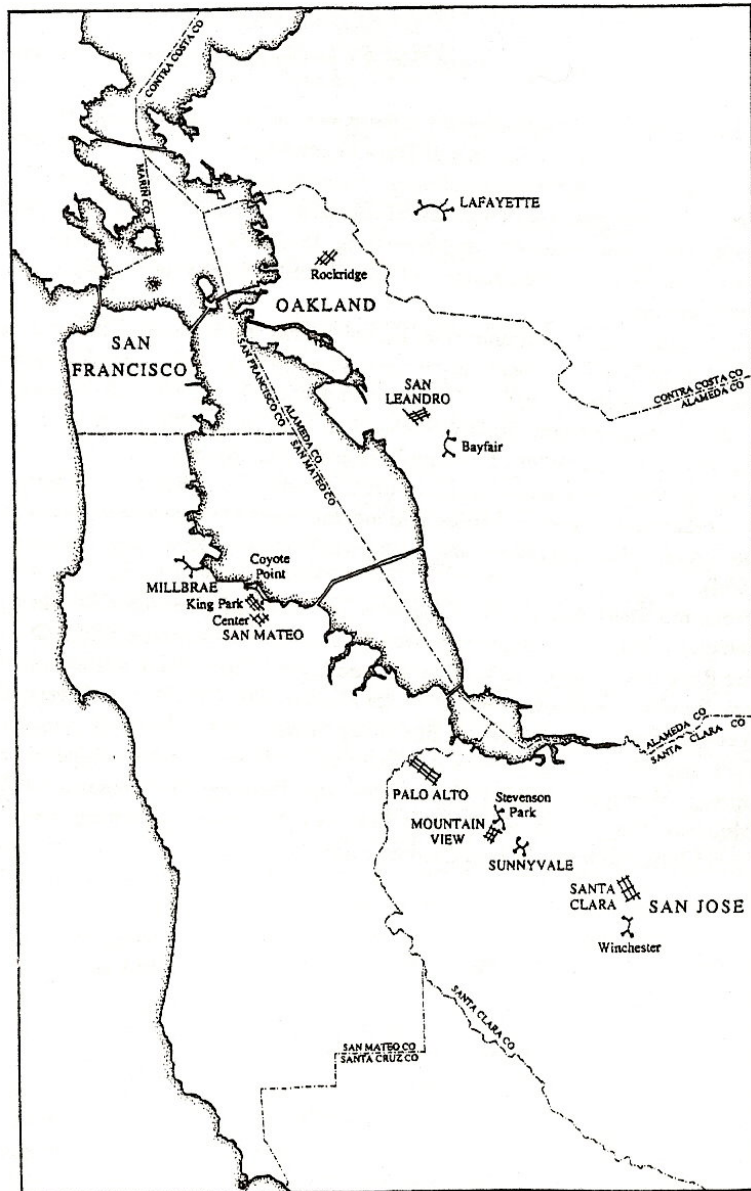 CONTRA COSTA CO
MARIN CO
LAFAYETTE
Rockridge
OAKLAND
SAN
FRANCISCO
SAN FRANCISCO CO
ALAMEDA CO
SAN MATEO CO
SAN
LEANDRO
CONTRA COSTA CO
ALAMEDA CO
Bayfair
Coyote
Point
MILLBRAE
King Park
Center
SAN MATEO
ALAMEDA CO
SANTA CLARA CO
PALO ALTO
Stevenson
Park
MOUNTAIN
VIEW
SUNNYVALE
SANTA
CLARA
SAN JOSE
Winchester
SANTA CLARA CO
SAN MATEO CO
SANTA CRUZ CO